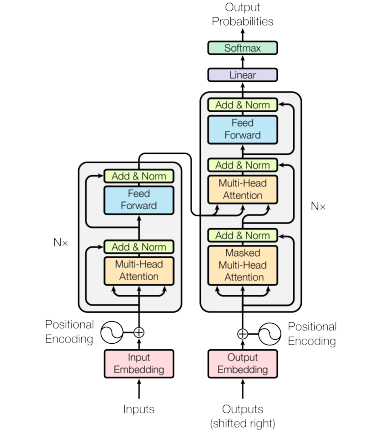 Output
Probabilities
Softmax
Linear
Add & Norm
Feed
Forward
Add & Norm
Multi-Head
Attention
Add & Norm
Masked
Multi-Head
Attention
Nx
Add & Norm
Feed
Forward
Add & Norm
Multi-Head
Attention
Nx
Positional
Encoding
Positional
Encoding
Input
Embedding
Output
Embedding
Inputs
Outputs
(shifted right)